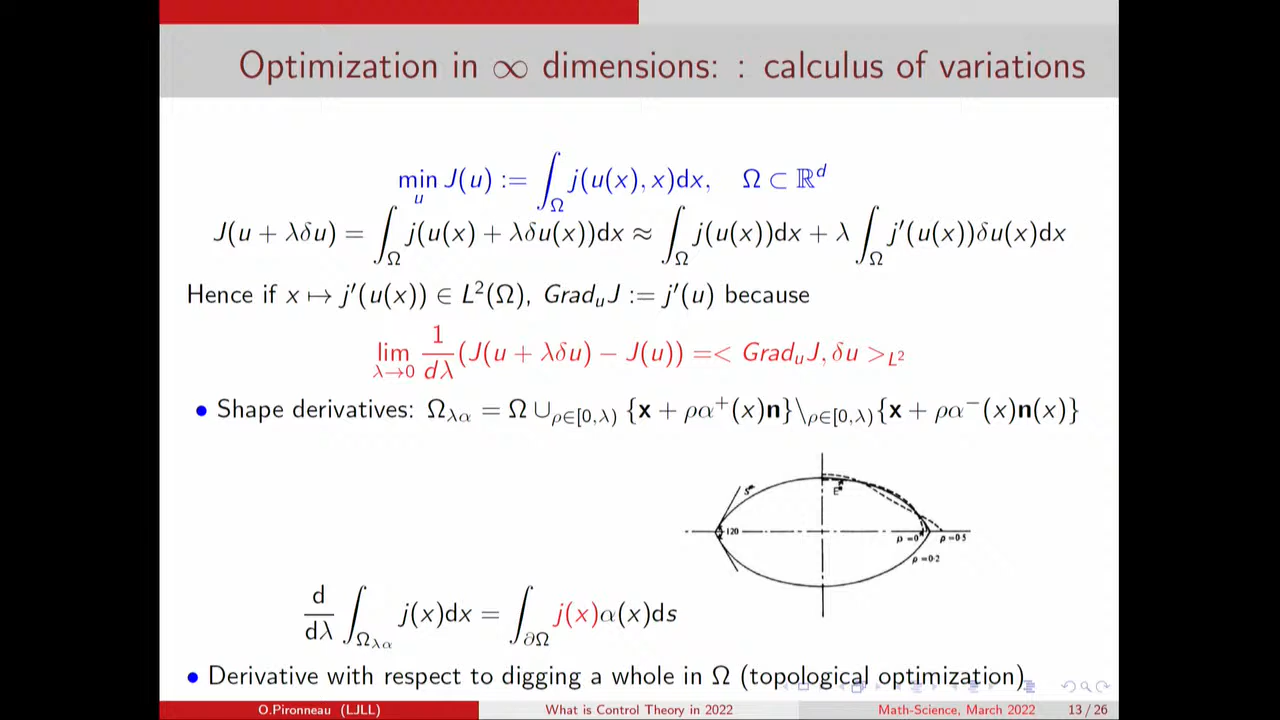 Optimization in ∞ dimensions: : calculus of variations
min_u J(u) := ∫_Ω j(u(x), x)dx, Ω ⊂ ℝ^d
J(u + λδu) = ∫_Ω j(u(x) + λδu(x))dx ≈ ∫_Ω j(u(x))dx + λ ∫_Ω j′(u(x))δu(x)dx
Hence if x ↦ j′(u(x)) ∈ L²(Ω), Grad_u J := j′(u) because
lim_{λ→0} 1/dλ (J(u + λδu) − J(u)) =< Grad_u J, δu >_{L²}
• Shape derivatives: Ω_{λα} = Ω ∪_{ρ∈[0,λ)} {x + ρα⁺(x)n}\_{ρ∈[0,λ)}{x + ρα⁻(x)n(x)}
S
E
120
ρ=0
ρ=0.5
ρ=0.2
d/dλ ∫_{Ω_{λα}} j(x)dx = ∫_{∂Ω} j(x)α(x)ds
• Derivative with respect to digging a whole in Ω (topological optimization)
O.Pironneau (LJLL)
What is Control Theory in 2022
Math-Science, March 2022
13 / 26